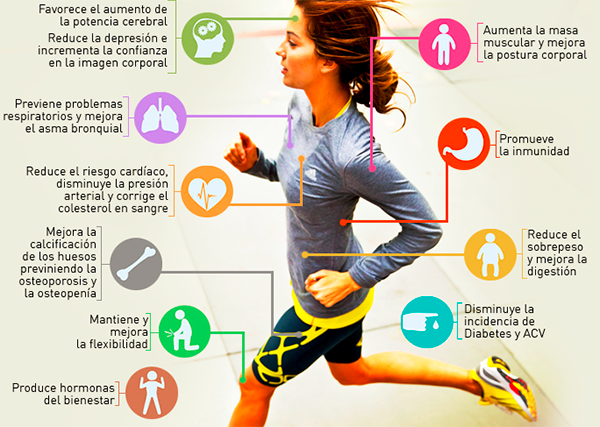 Favorece el aumento de
la potencia cerebral
Reduce la depresión e
incrementa la confianza
en la imagen corporal
Aumenta la masa
muscular y mejora
la postura corporal
Previene problemas
respiratorios y mejora
el asma bronquial
Promueve
la inmunidad
Reduce el riesgo cardíaco,
disminuye la presión
arterial y corrige el
colesterol en sangre
Mejora la
calcificación
de los huesos
previniendo la
osteoporosis y
la osteopenía
Reduce el
sobrepeso
y mejora la
digestión
Mantiene y
mejora
la flexibilidad
Disminuye la
incidencia de
Diabetes y ACV
Produce hormonas
del bienestar